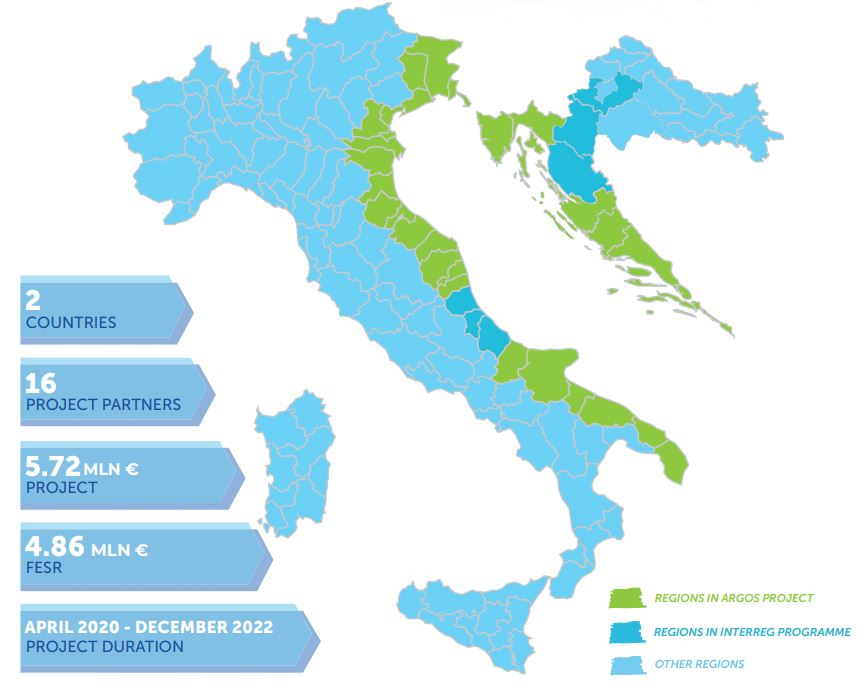 2
COUNTRIES
16
PROJECT PARTNERS
5.72 MLN €
PROJECT
4.86 MLN €
FESR
APRIL 2020 - DECEMBER 2022
PROJECT DURATION
REGIONS IN ARGOS PROJECT
REGIONS IN INTERREG PROGRAMME
OTHER REGIONS